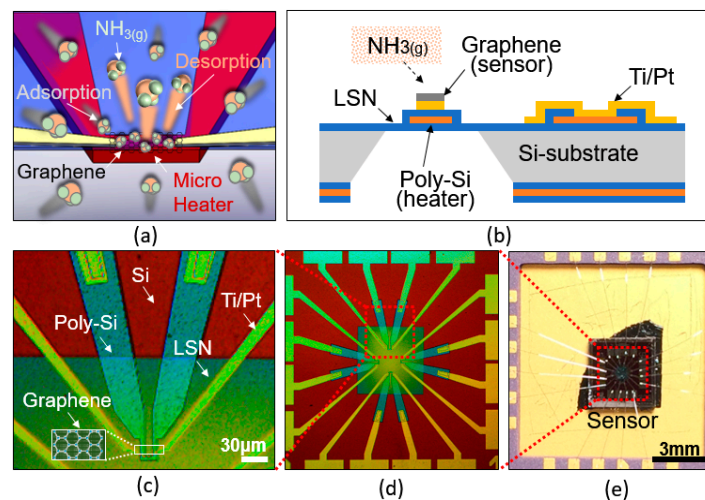 NH3(g)
Desorption
Adsorption
Graphene
Micro
Heater
(a)
NH3(g)
Graphene
(sensor)
Ti/Pt
LSN
Si-substrate
Poly-Si
(heater)
(b)
Si
Ti/Pt
Poly-Si
LSN
Graphene
30μm
(c)
(d)
Sensor
3mm
(e)